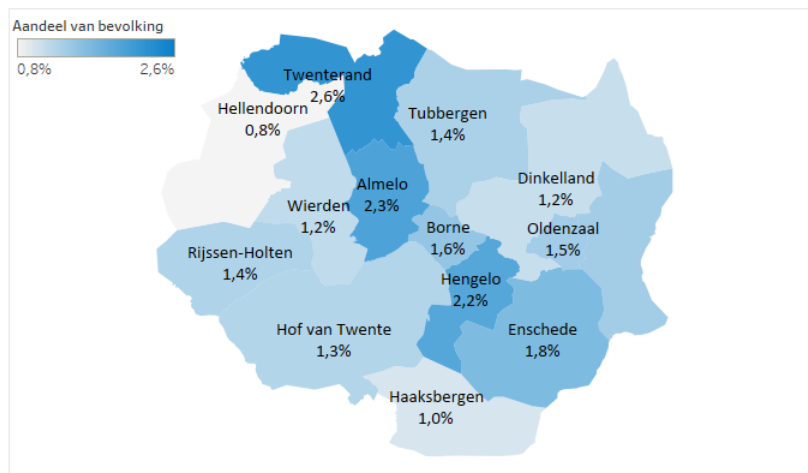 Aandeel van bevolking
0,8% 2,6%
Twenterand
2,6%
Hellendoorn
0,8%
Tubbergen
1,4%
Almelo
2,3%
Dinkelland
1,2%
Wierden
1,2%
Borne
1,6%
Oldenzaal
1,5%
Rijssen-Holten
1,4%
Hengelo
2,2%
Hof van Twente
1,3%
Enschede
1,8%
Haaksbergen
1,0%